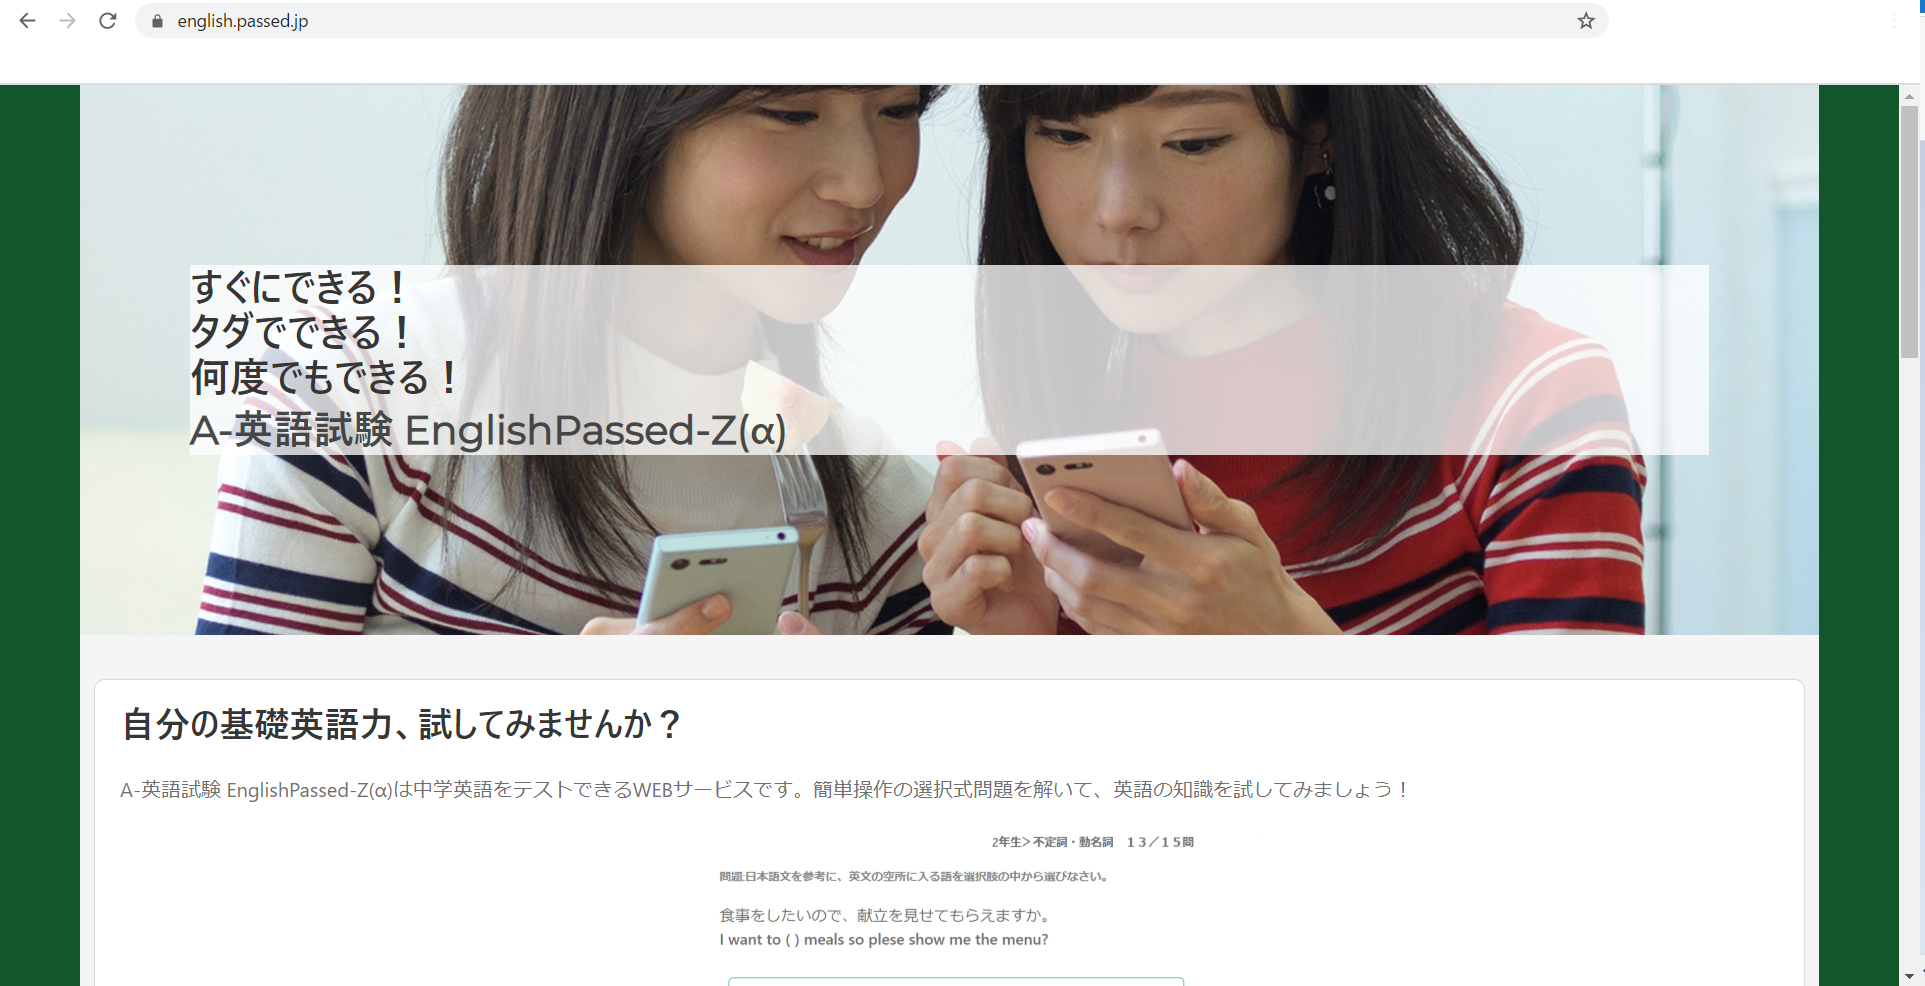 english.passed.jp
すぐにできる！
タダでできる！
何度でもできる！
A-英語試験 EnglishPassed-Z(α)
自分の基礎英語力、試してみませんか？
A-英語試験 EnglishPassed-Z(α)は中学英語をテストできるWEBサービスです。簡単操作の選択式問題を解いて、英語の知識を試してみましょう！
2年生＞不定詞・動名詞　１３／１５問
問題:日本語文を参考に、英文の空所に入る語を選択肢の中から選びなさい。
食事をしたいので、献立を見せてもらえますか。
I want to ( ) meals so plese show me the menu?